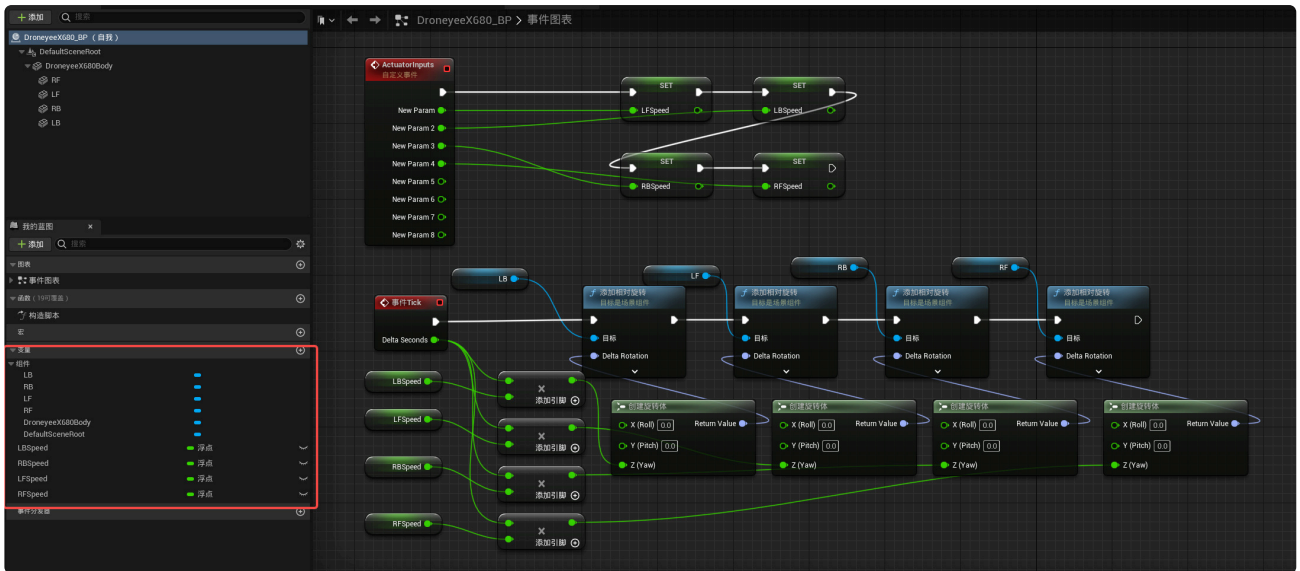 添加
搜索
DroneyeeX680_BP（自我）
DefaultSceneRoot
DroneyeeX680Body
RF
LF
RB
LB
我的蓝图 ×
添加
搜索
图表
事件图表
函数（19可覆盖）
构造脚本
宏
变量
组件
LB
RB
LF
RF
DroneyeeX680Body
DefaultSceneRoot
LBSpeed 浮点
RBSpeed 浮点
LFSpeed 浮点
RFSpeed 浮点
事件分发器
DroneyeeX680_BP > 事件图表
ActuatorInputs
自定义事件
New Param
New Param 2
New Param 3
New Param 4
New Param 5
New Param 6
New Param 7
New Param 8
SET
LFSpeed
SET
LBSpeed
SET
RBSpeed
SET
RFSpeed
LB
LF
RB
RF
事件Tick
Delta Seconds
添加相对旋转
目标是场景组件
目标
Delta Rotation
添加相对旋转
目标是场景组件
目标
Delta Rotation
添加相对旋转
目标是场景组件
目标
Delta Rotation
添加相对旋转
目标是场景组件
目标
Delta Rotation
LBSpeed
LFSpeed
RBSpeed
RFSpeed
×
添加引脚
×
添加引脚
×
添加引脚
×
添加引脚
创建旋转体
X (Roll) 0.0 Return Value
Y (Pitch) 0.0
Z (Yaw)
创建旋转体
X (Roll) 0.0 Return Value
Y (Pitch) 0.0
Z (Yaw)
创建旋转体
X (Roll) 0.0 Return Value
Y (Pitch) 0.0
Z (Yaw)
创建旋转体
X (Roll) 0.0 Return Value
Y (Pitch) 0.0
Z (Yaw)